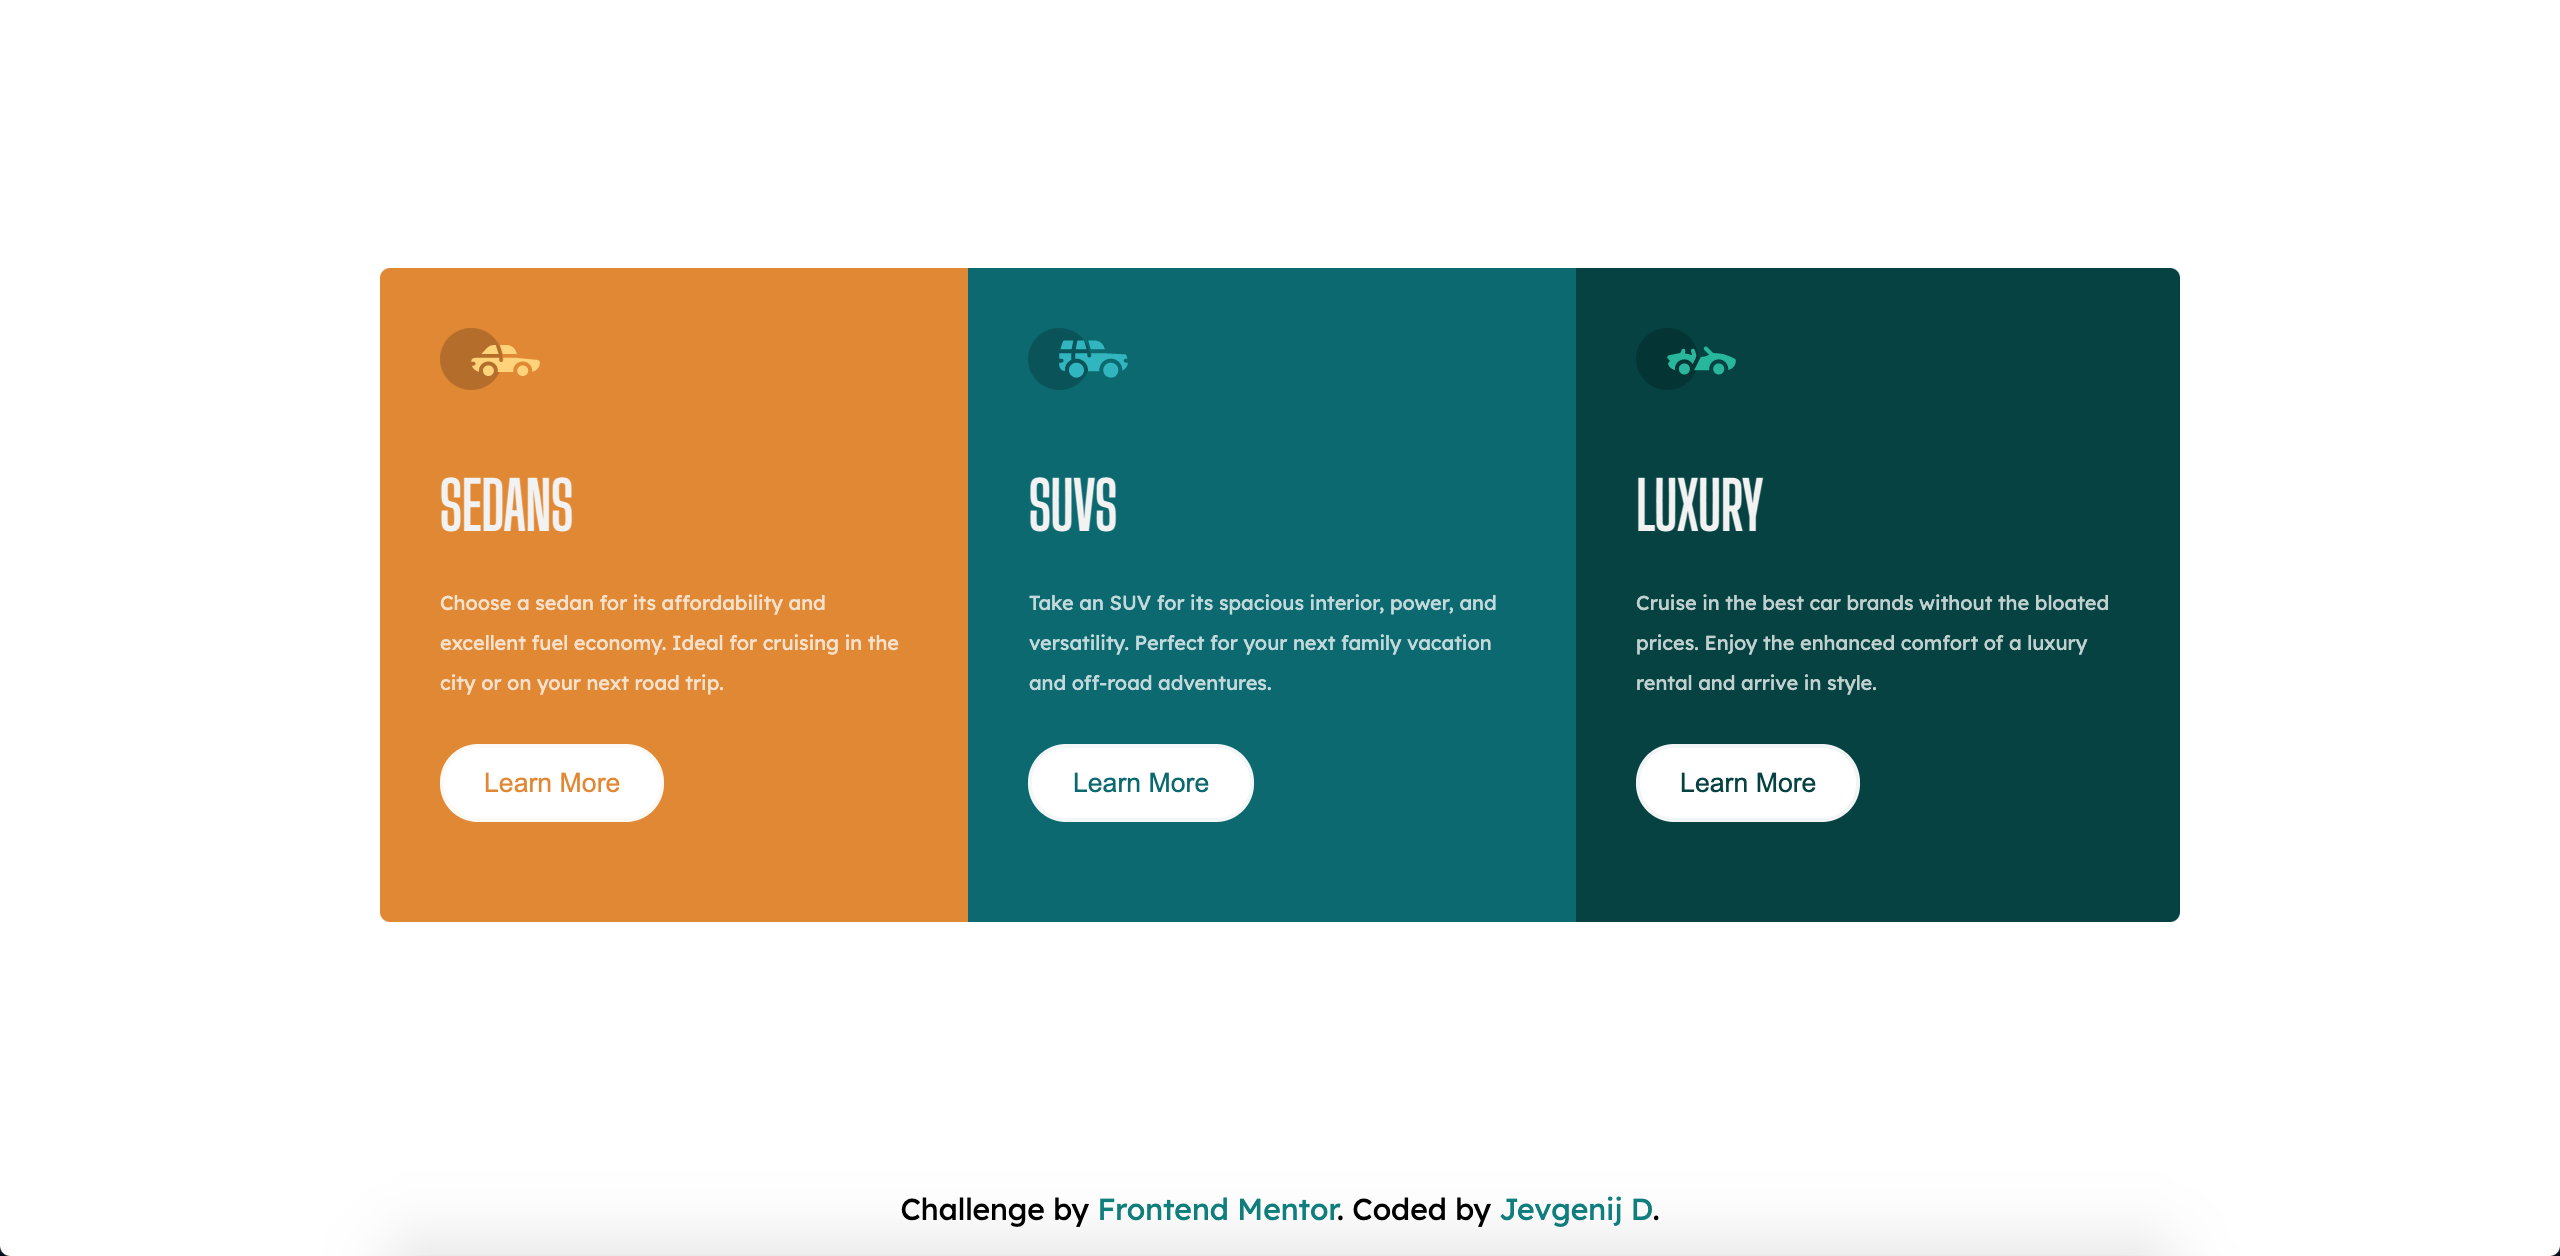 SEDANS
Choose a sedan for its affordability and
excellent fuel economy. Ideal for cruising in the
city or on your next road trip.
Learn More
SUVS
Take an SUV for its spacious interior, power, and
versatility. Perfect for your next family vacation
and off-road adventures.
Learn More
LUXURY
Cruise in the best car brands without the bloated
prices. Enjoy the enhanced comfort of a luxury
rental and arrive in style.
Learn More
Challenge by Frontend Mentor. Coded by Jevgenij D.